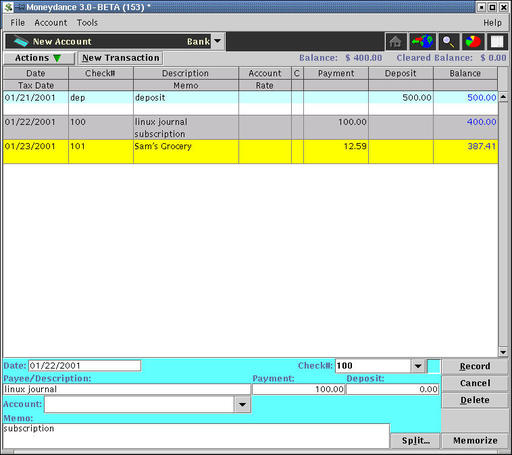 Moneydance 3.0-BETA (153) *
File Account Tools Help
New Account Bank
Actions New Transaction Balance: $ 400.00 Cleared Balance: $ 0.00
Date Check# Description Account C Payment Deposit Balance
Tax Date Memo Rate
01/21/2001 dep deposit 500.00 500.00
01/22/2001 100 linux journal 100.00 400.00
subscription
01/23/2001 101 Sam's Grocery 12.59 387.41
Date: 01/22/2001 Check#: 100 Record
Payee/Description: Payment: Deposit: Cancel
linux journal 100.00 0.00
Account: Delete
Memo:
subscription
Split... Memorize